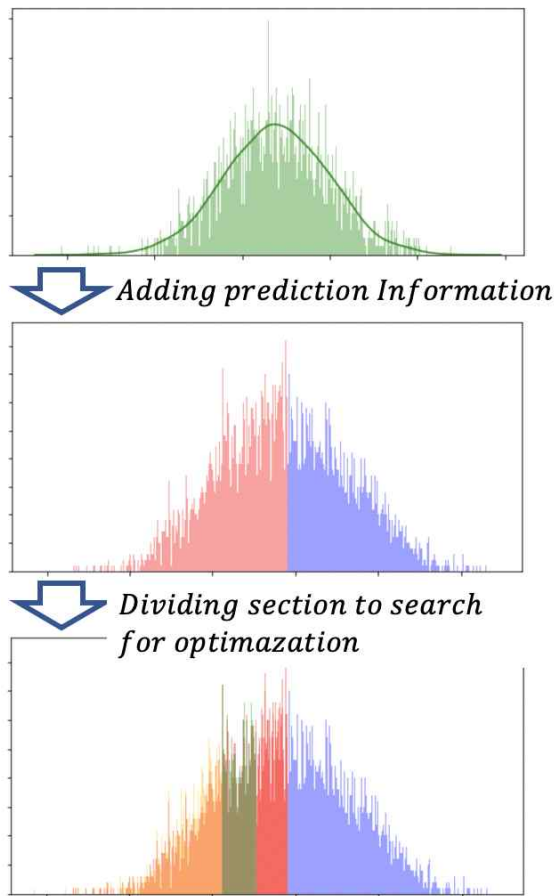 Adding prediction Information
Dividing section to search
for optimazation